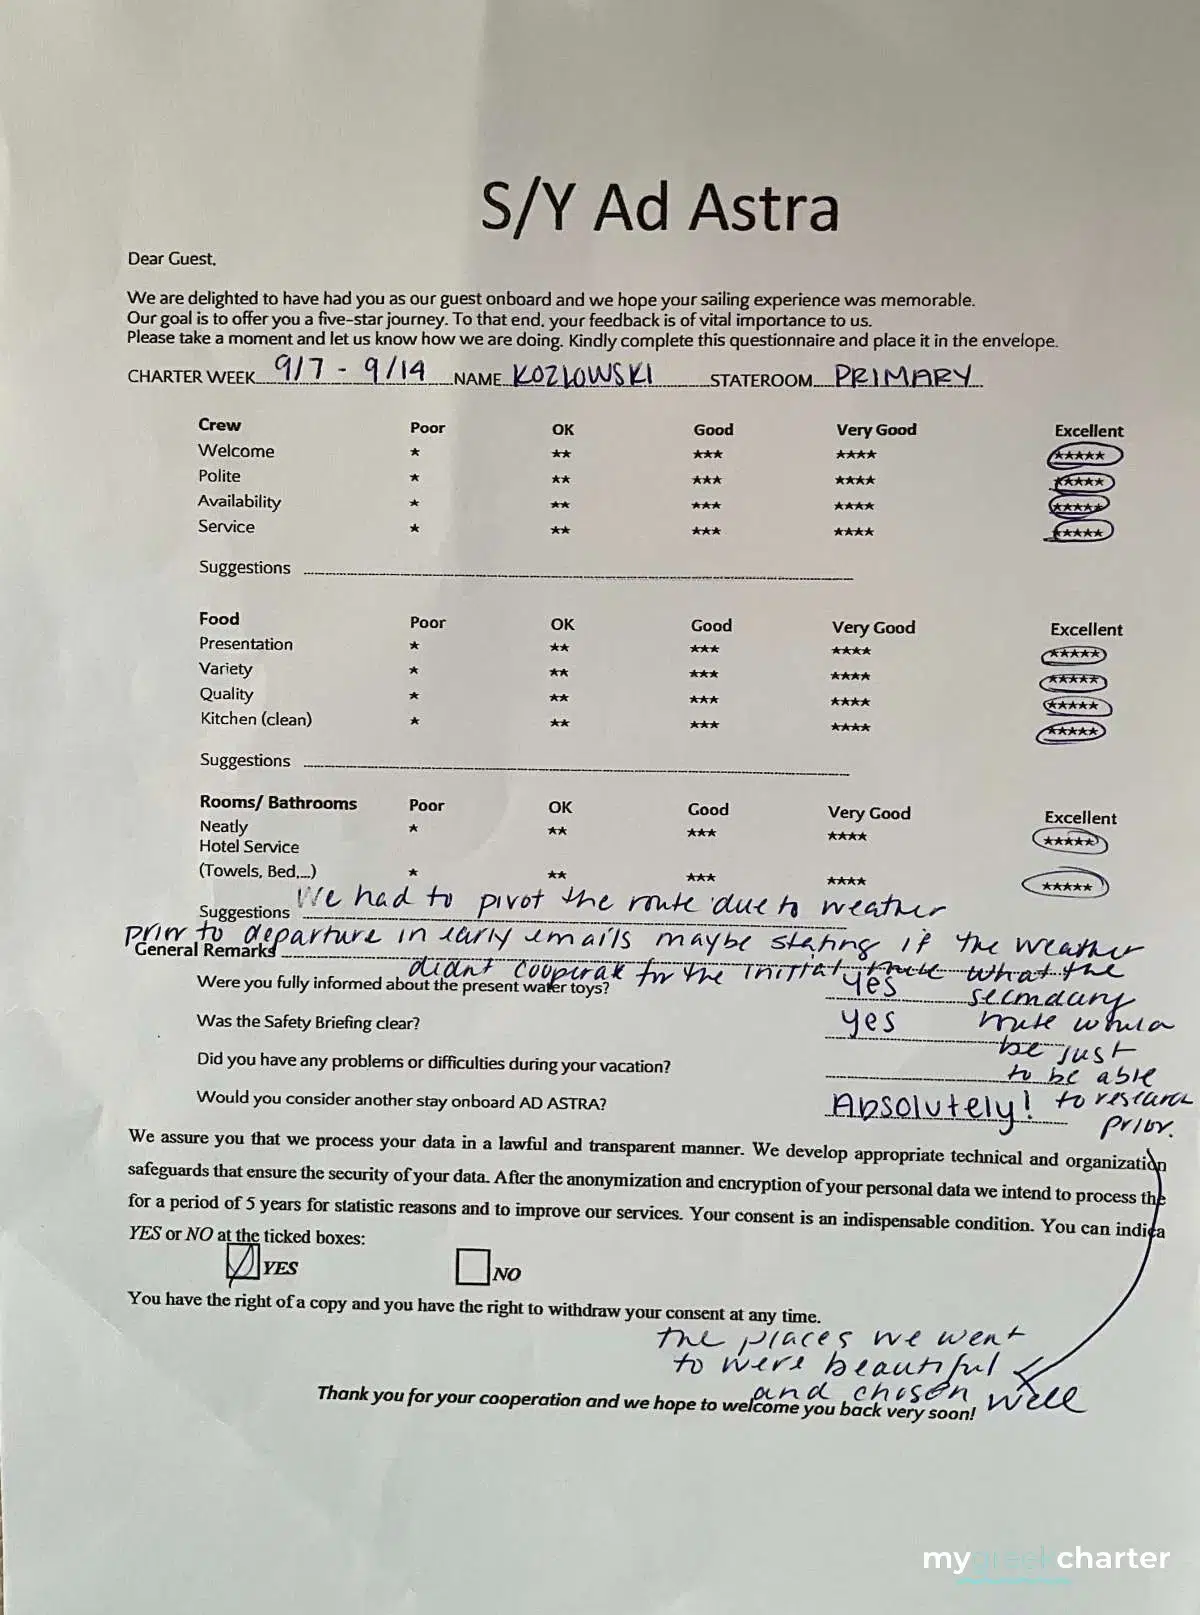 S/Y Ad Astra
Dear Guest,
We are delighted to have had you as our guest onboard and we hope your sailing experience was memorable.
Our goal is to offer you a five-star journey. To that end, your feedback is of vital importance to us.
Please take a moment and let us know how we are doing. Kindly complete this questionnaire and place it in the envelope.
CHARTER WEEK 9/7 - 9/14 NAME KOZLOWSKI STATEROOM PRIMARY
Crew Poor OK Good Very Good Excellent
Welcome ★ ★★ ★★★ ★★★★ ★★★★★
Polite ★ ★★ ★★★ ★★★★ ★★★★★
Availability ★ ★★ ★★★ ★★★★ ★★★★★
Service ★ ★★ ★★★ ★★★★ ★★★★★
Suggestions
Food Poor OK Good Very Good Excellent
Presentation ★ ★★ ★★★ ★★★★ ★★★★★
Variety ★ ★★ ★★★ ★★★★ ★★★★★
Quality ★ ★★ ★★★ ★★★★ ★★★★★
Kitchen (clean) ★ ★★ ★★★ ★★★★ ★★★★★
Suggestions
Rooms/ Bathrooms Poor OK Good Very Good Excellent
Neatly ★ ★★ ★★★ ★★★★ ★★★★★
Hotel Service
(Towels, Bed,...) ★ ★★ ★★★ ★★★★ ★★★★★
Suggestions We had to pivot the route due to weather
prior to departure in early emails maybe stating if the weather
General Remarks
didnt cooperate for the initial route what the
Were you fully informed about the present water toys? yes
secondary
Was the Safety Briefing clear? yes
route would
be just
Did you have any problems or difficulties during your vacation?
to be able
Would you consider another stay onboard AD ASTRA? Absolutely!
to research
prior.
We assure you that we process your data in a lawful and transparent manner. We develop appropriate technical and organization
safeguards that ensure the security of your data. After the anonymization and encryption of your personal data we intend to process the
for a period of 5 years for statistic reasons and to improve our services. Your consent is an indispensable condition. You can indica
YES or NO at the ticked boxes:
YES NO
You have the right of a copy and you have the right to withdraw your consent at any time.
the places we went
to were beautiful
and chosen well
Thank you for your cooperation and we hope to welcome you back very soon!
mygreekcharter